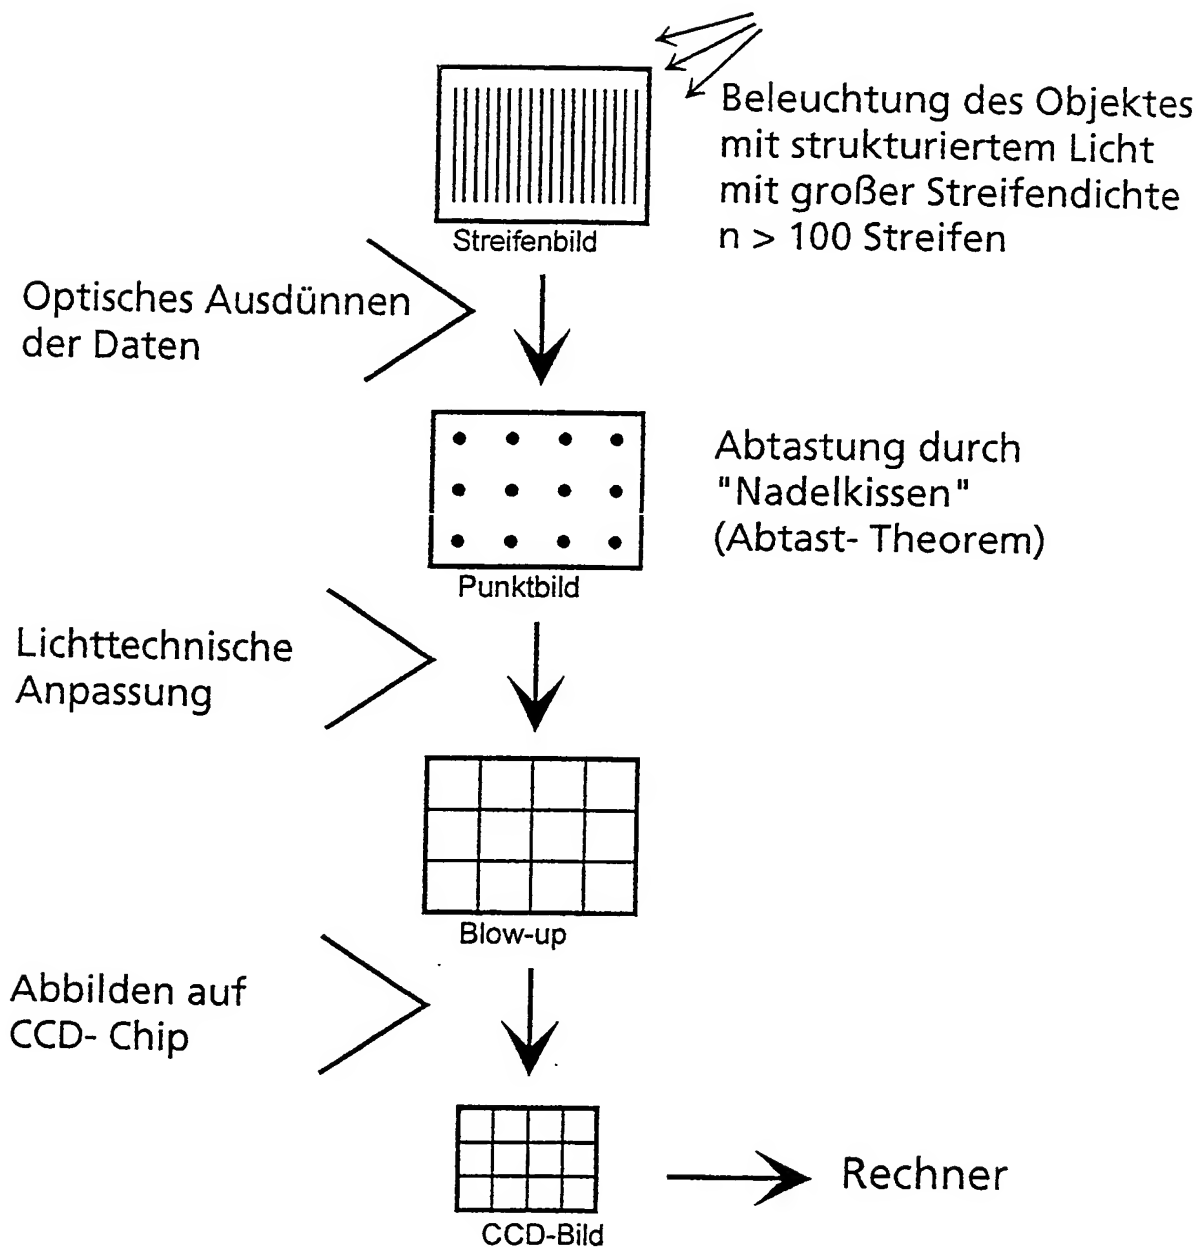 Beleuchtung des Objektes
mit strukturiertem Licht
mit großer Streifendichte
n > 100 Streifen
Streifenbild
Optisches Ausdünnen
der Daten
Abtastung durch
"Nadelkissen"
(Abtast- Theorem)
Punktbild
Lichttechnische
Anpassung
Blow-up
Abbilden auf
CCD- Chip
Rechner
CCD-Bild